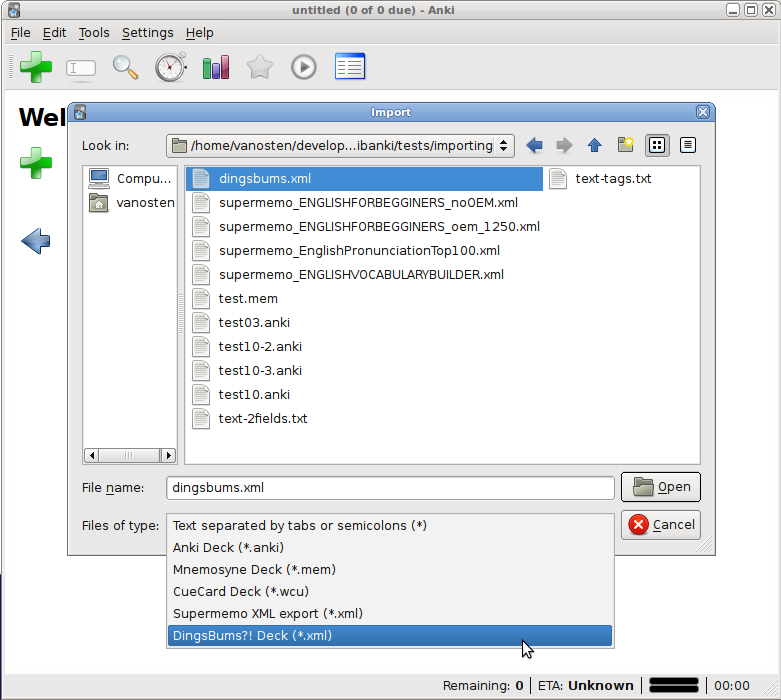 untitled (0 of 0 due) - Anki
File Edit Tools Settings Help
Wel
Import
Look in: /home/vanosten/develop...ibanki/tests/importing
Compu...
vanosten
dingsbums.xml
supermemo_ENGLISHFORBEGGINERS_noOEM.xml
supermemo_ENGLISHFORBEGGINERS_oem_1250.xml
supermemo_EnglishPronunciationTop100.xml
supermemo_ENGLISHVOCABULARYBUILDER.xml
test.mem
test03.anki
test10-2.anki
test10-3.anki
test10.anki
text-2fields.txt
text-tags.txt
File name: dingsbums.xml Open
Files of type: Cancel
Text separated by tabs or semicolons (*)
Anki Deck (*.anki)
Mnemosyne Deck (*.mem)
CueCard Deck (*.wcu)
Supermemo XML export (*.xml)
DingsBums?! Deck (*.xml)
Remaining: 0 ETA: Unknown 00:00